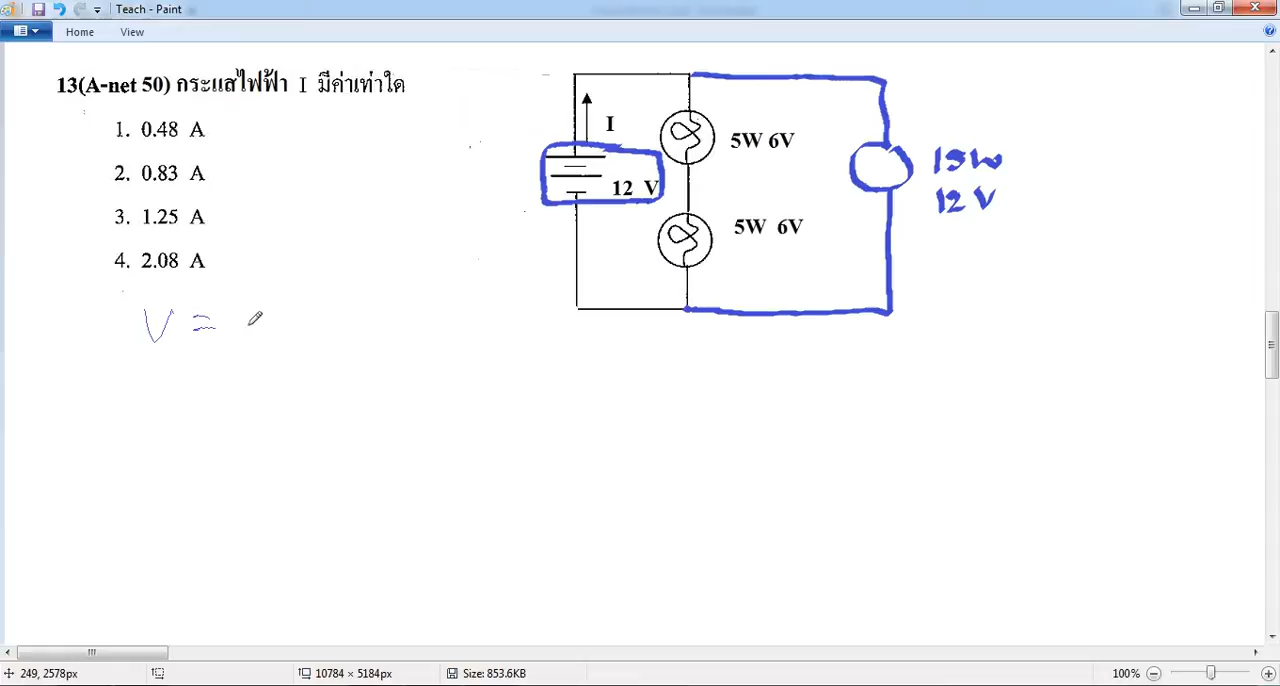 Teach - Paint
Home View
13(A-net 50) กระแสไฟฟ้า I มีค่าเท่าใด
1. 0.48 A
2. 0.83 A
3. 1.25 A
4. 2.08 A
V =
I
12 V
5W 6V
5W 6V
15W
12 V
249, 2578px
10784 × 5184px
Size: 853.6KB
100%